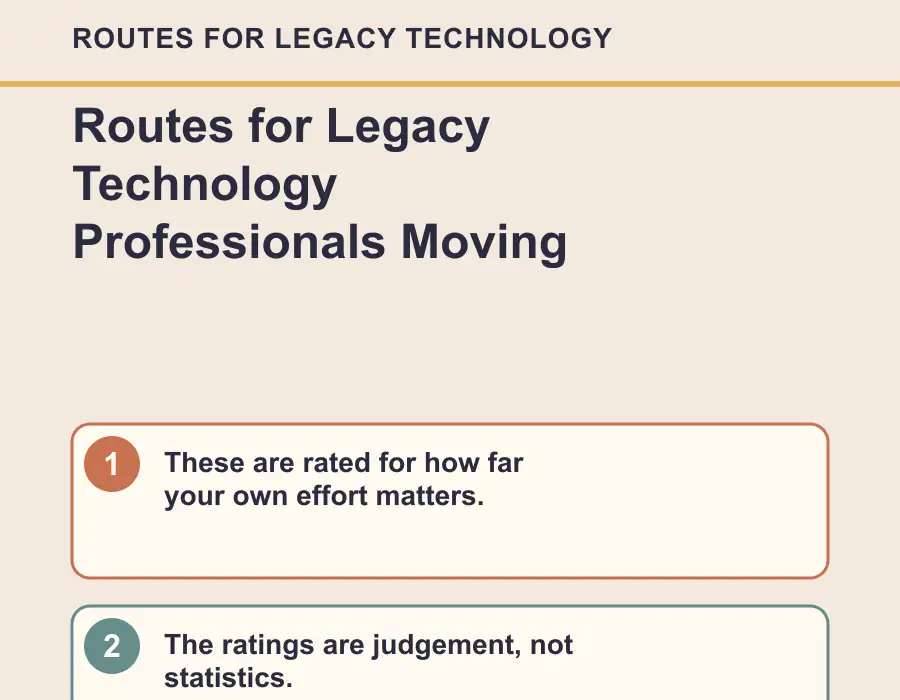 ROUTES FOR LEGACY TECHNOLOGY
Routes for Legacy
Technology
Professionals Moving
1
These are rated for how far
your own effort matters.
2
The ratings are judgement, not
statistics.